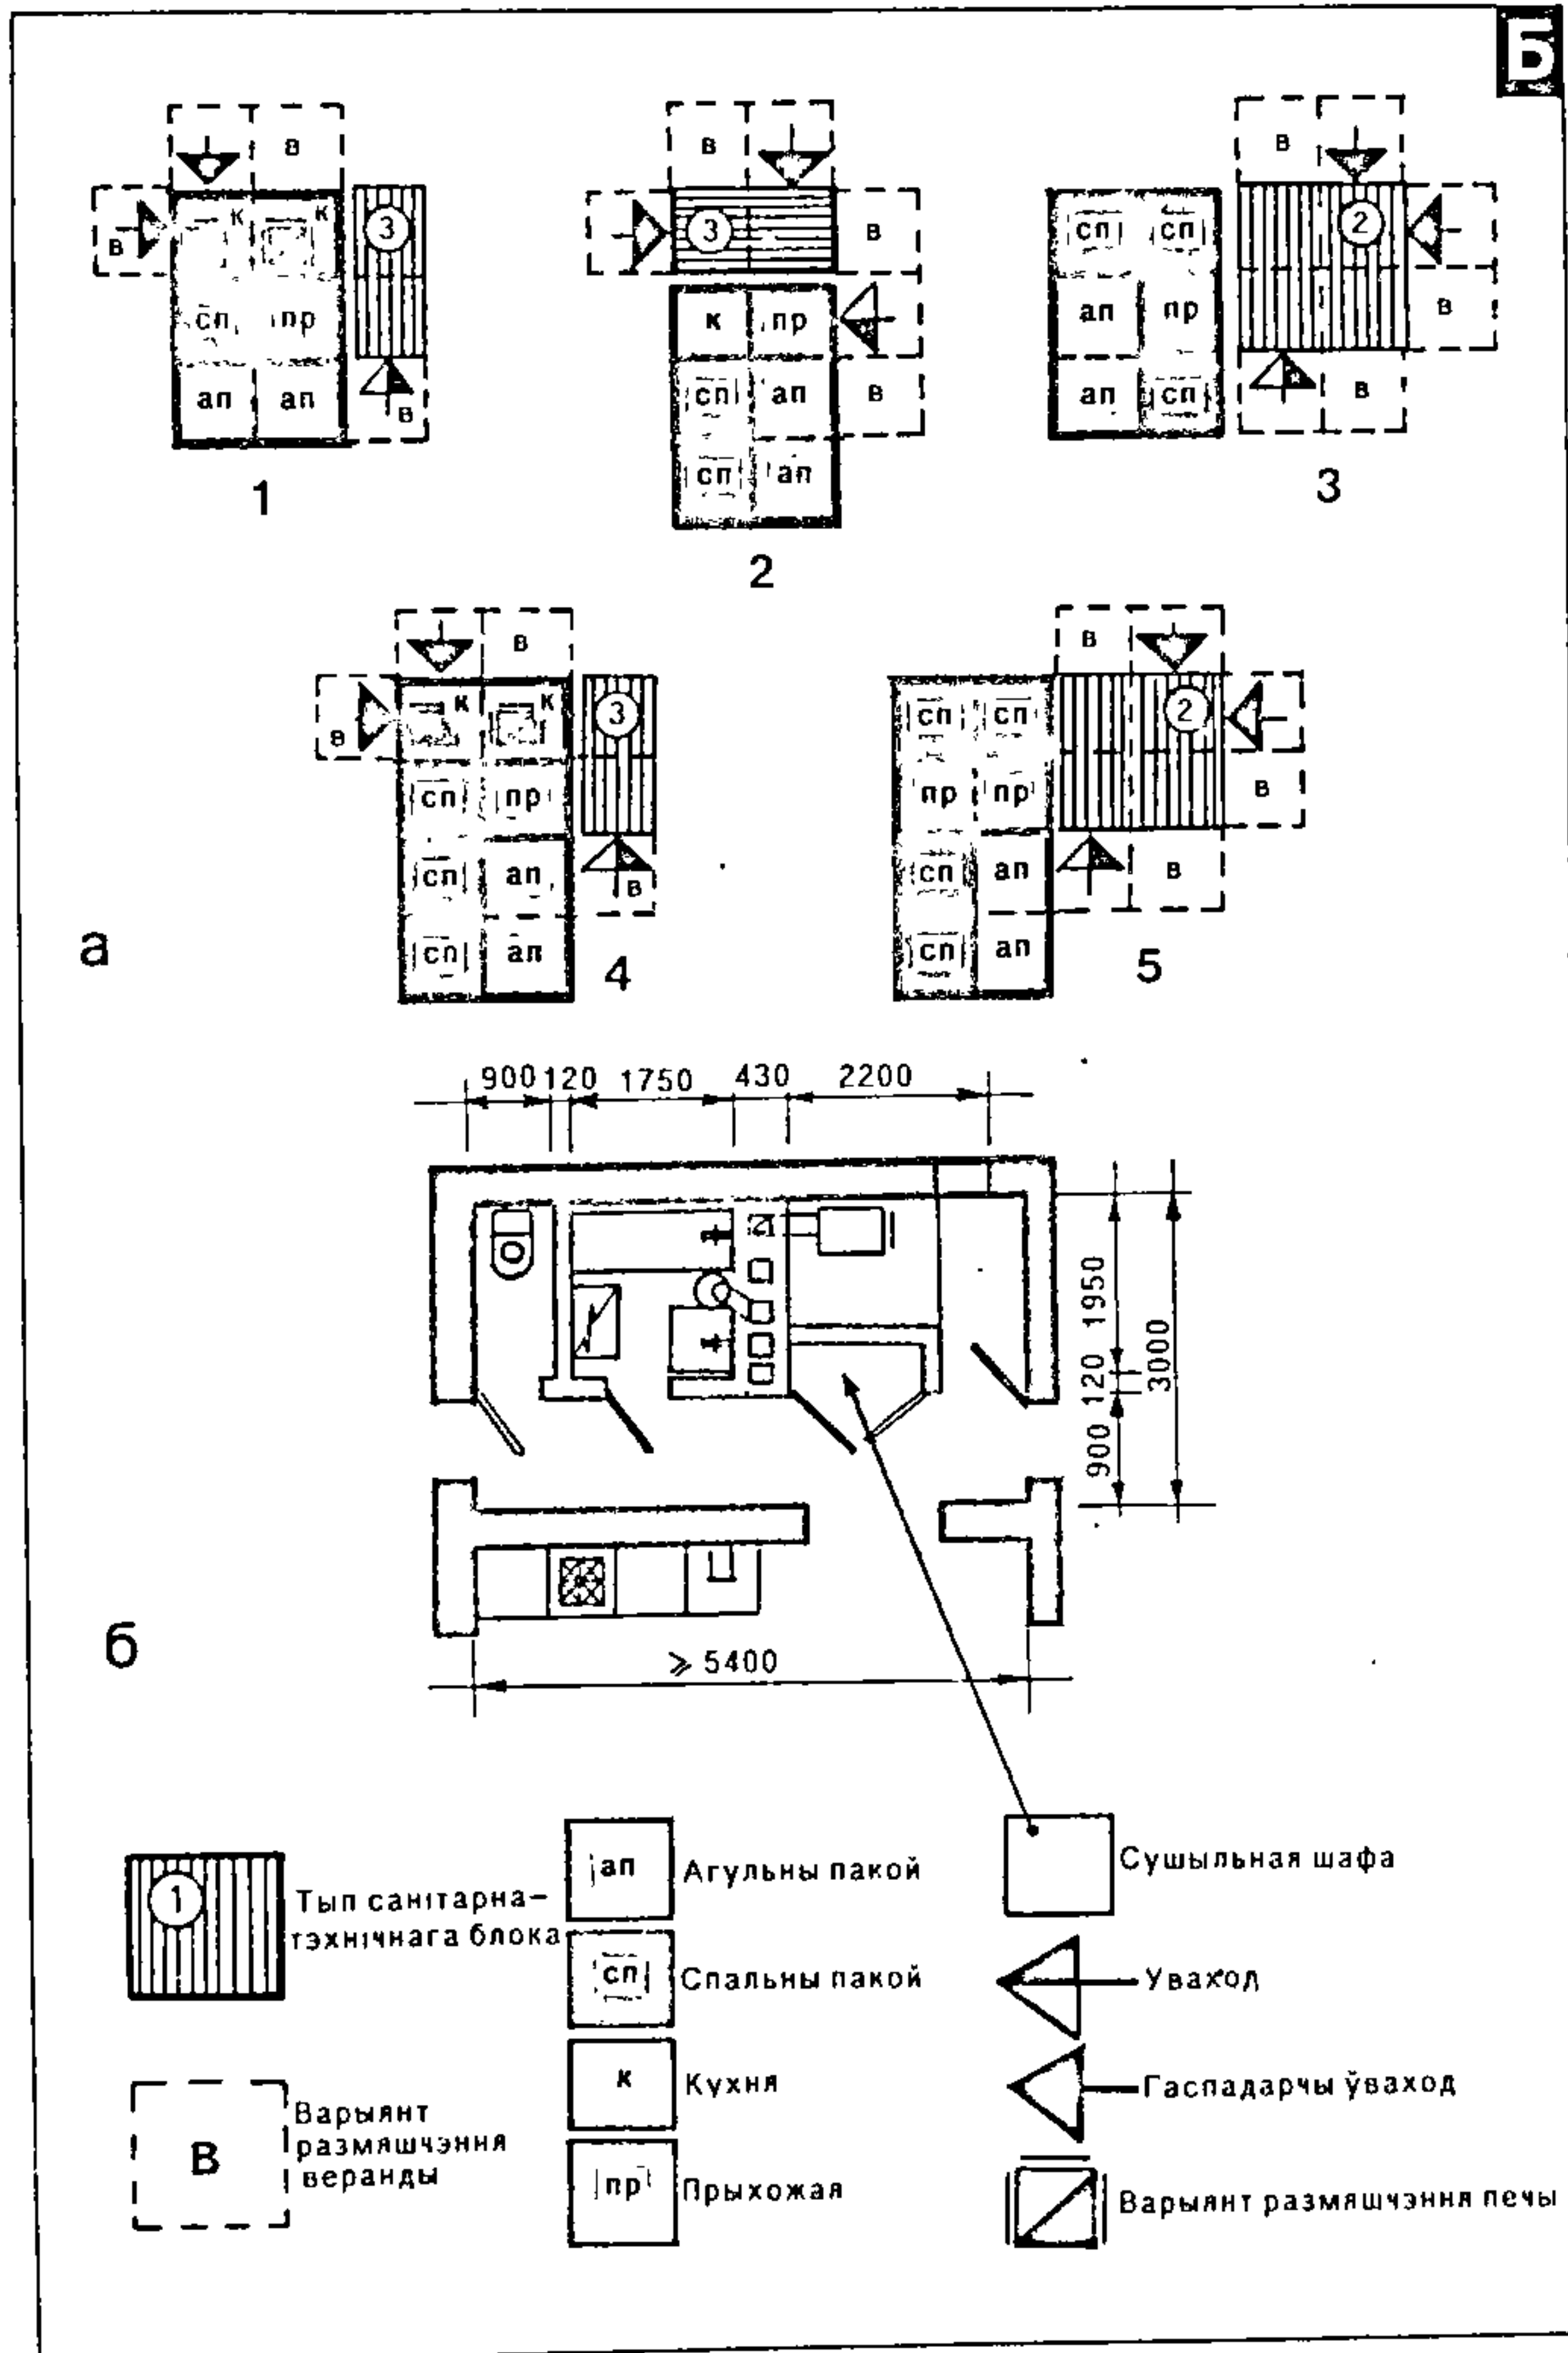 Б
в
в
к к 3
сп пр
ап ап
в
1
в
3 в
к пр
сп ап в
сп ап
2
в
сп сп 2
ап пр в
ап сп в
3
в
в
к к 3
сп пр
сп ап в
сп ап
4
в
сп сп 2
пр пр в
сп ап в
сп ап
5
а
900 120 1750 430 2200
1950
120
900
3000
⩾ 5400
б
1
Тып санітарна-
тэхнічнага блока
в
Варыянт
размяшчэння
веранды
ап
Агульны пакой
сп
Спальны пакой
к
Кухня
пр
Прыхожая
Сушыльная шафа
Уваход
Гаспадарчы ўваход
Варыянт размяшчэння печы